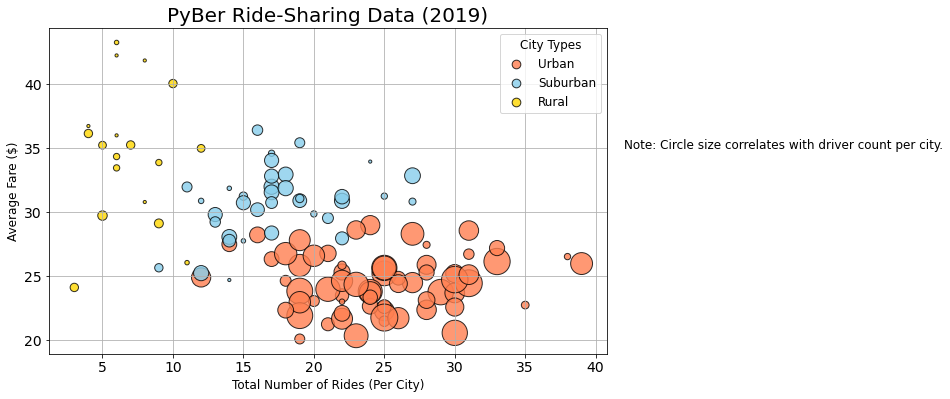 PyBer Ride-Sharing Data (2019)
City Types
Urban
Suburban
Rural
Note: Circle size correlates with driver count per city.
Average Fare ($)
40
35
30
25
20
5 10 15 20 25 30 35 40
Total Number of Rides (Per City)